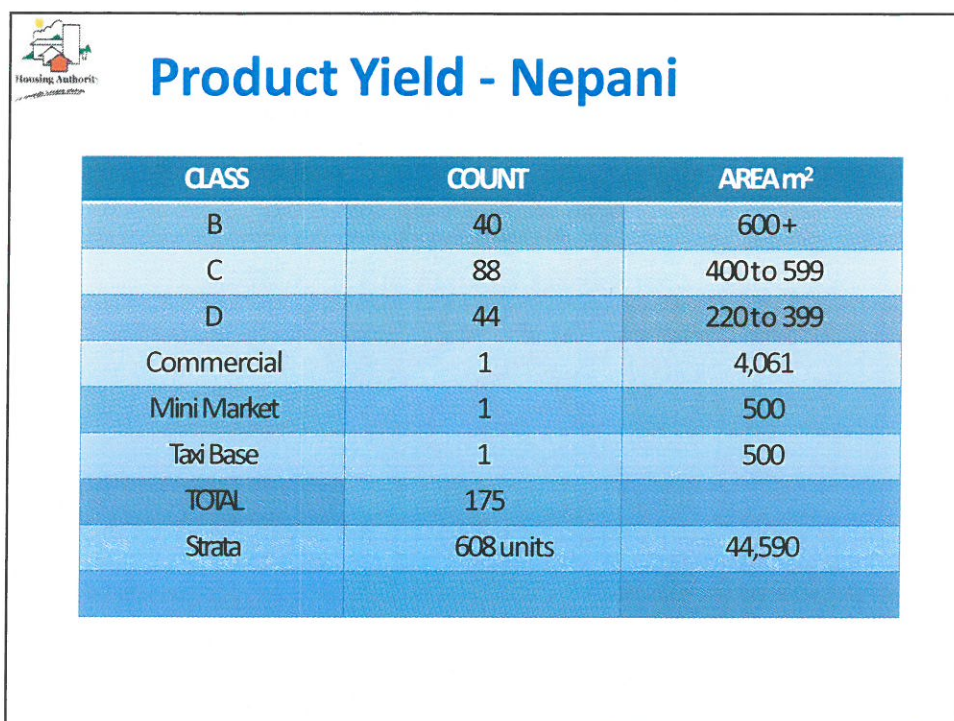 Housing Authority
Product Yield - Nepani
CLASS COUNT AREA m²
B 40 600+
C 88 400 to 599
D 44 220 to 399
Commercial 1 4,061
Mini Market 1 500
Taxi Base 1 500
TOTAL 175
Strata 608 units 44,590